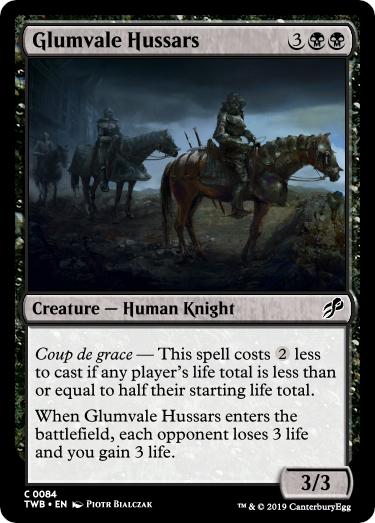 Glumvale Hussars 3
Creature — Human Knight
Coup de grace — This spell costs 2 less
to cast if any player's life total is less than
or equal to half their starting life total.
When Glumvale Hussars enters the
battlefield, each opponent loses 3 life
and you gain 3 life.
3/3
C 0084
TWB • EN Piotr Bialczak
™ & © 2019 CanterburyEgg